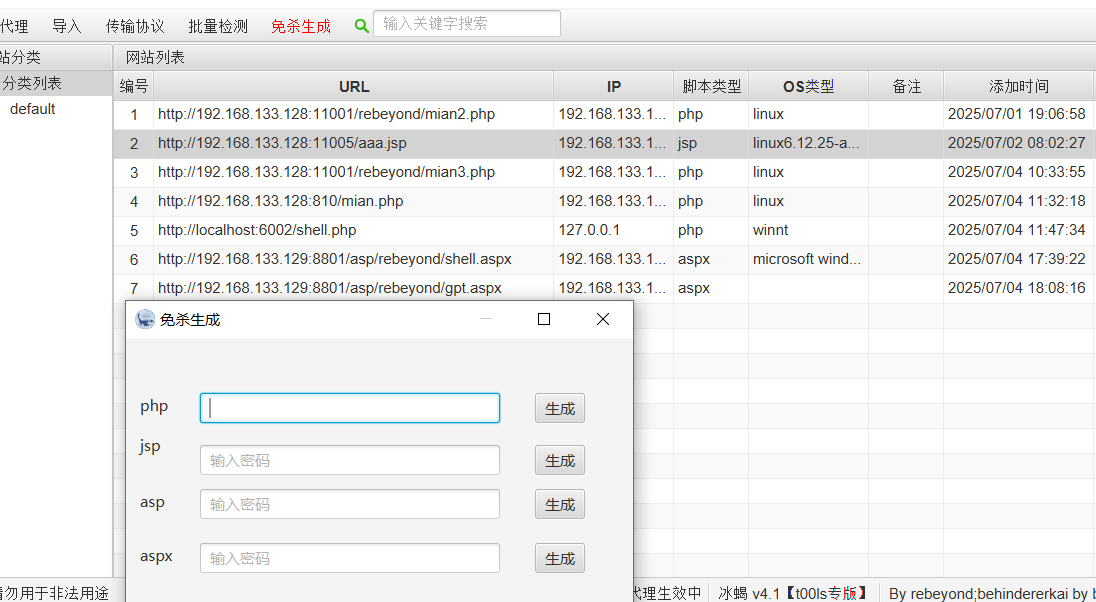 代理 导入 传输协议 批量检测 免杀生成 输入关键字搜索
站分类 网站列表
分类列表 编号 URL IP 脚本类型 OS类型 备注 添加时间
default
1 http://192.168.133.128:11001/rebeyond/mian2.php 192.168.133.1... php linux 2025/07/01 19:06:58
2 http://192.168.133.128:11005/aaa.jsp 192.168.133.1... jsp linux6.12.25-a... 2025/07/02 08:02:27
3 http://192.168.133.128:11001/rebeyond/mian3.php 192.168.133.1... php linux 2025/07/04 10:33:55
4 http://192.168.133.128:810/mian.php 192.168.133.1... php linux 2025/07/04 11:32:18
5 http://localhost:6002/shell.php 127.0.0.1 php winnt 2025/07/04 11:47:34
6 http://192.168.133.129:8801/asp/rebeyond/shell.aspx 192.168.133.1... aspx microsoft wind... 2025/07/04 17:39:22
7 http://192.168.133.129:8801/asp/rebeyond/gpt.aspx 192.168.133.1... aspx 2025/07/04 18:08:16
免杀生成
php 生成
jsp 输入密码 生成
asp 输入密码 生成
aspx 输入密码 生成
请勿用于非法用途 代理生效中 冰蝎 v4.1【t00ls专版】 By rebeyond;behindererkai by b